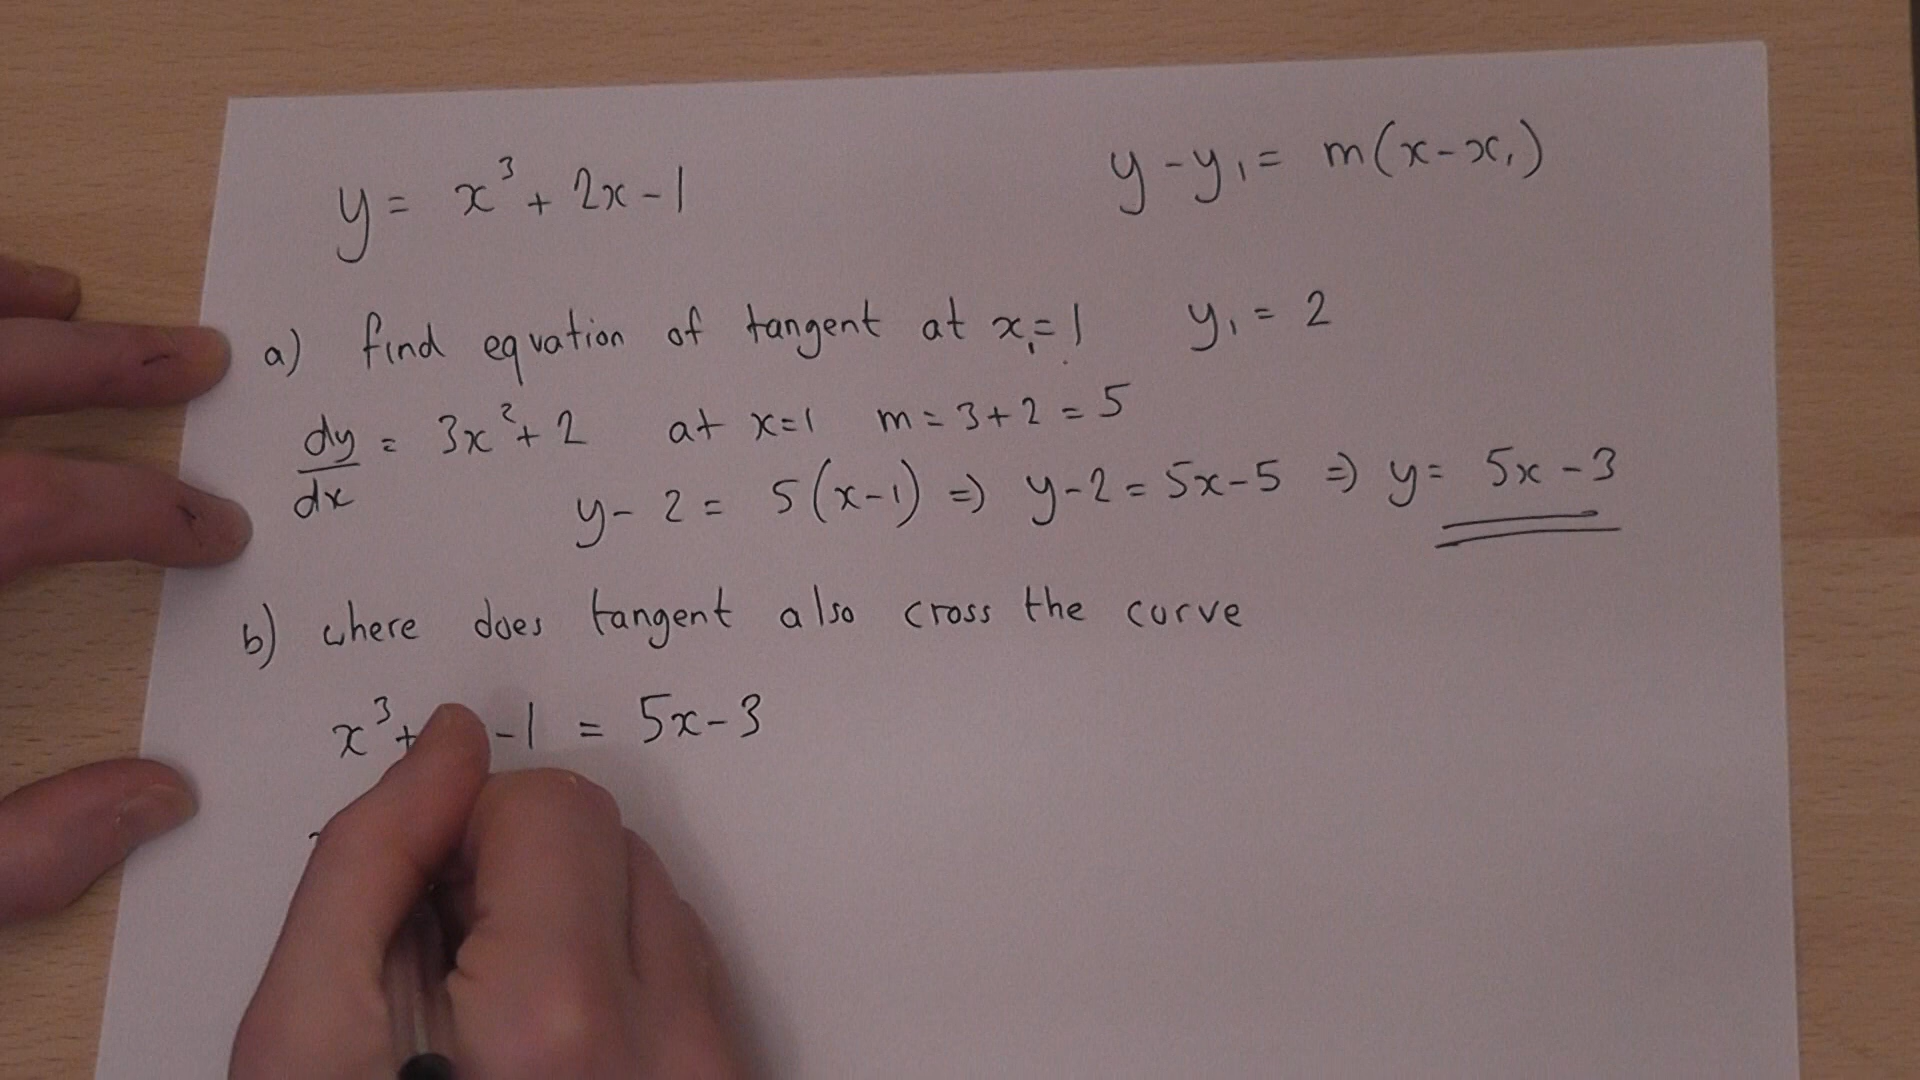 y = x³ + 2x - 1
y - y₁ = m(x - x₁)
a) find equation of tangent at x₁ = 1 y₁ = 2
dy/dx = 3x² + 2 at x = 1 m = 3 + 2 = 5
y - 2 = 5(x - 1) ⇒ y - 2 = 5x - 5 ⇒ y = 5x - 3
b) where does tangent also cross the curve
x³ + - 1 = 5x - 3